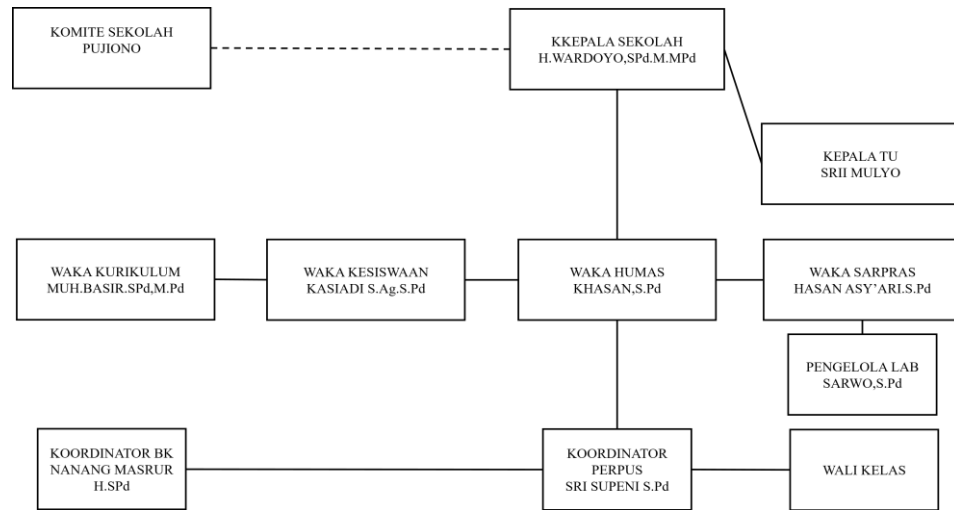 KOMITE SEKOLAH
PUJIONO
KKEPALA SEKOLAH
H.WARDOYO,SPd.M.MPd
KEPALA TU
SRII MULYO
WAKA KURIKULUM
MUH.BASIR.SPd,M.Pd
WAKA KESISWAAN
KASIADI S.Ag.S.Pd
WAKA HUMAS
KHASAN,S.Pd
WAKA SARPRAS
HASAN ASY’ARI.S.Pd
PENGELOLA LAB
SARWO,S.Pd
KOORDINATOR BK
NANANG MASRUR
H.SPd
KOORDINATOR
PERPUS
SRI SUPENI S.Pd
WALI KELAS